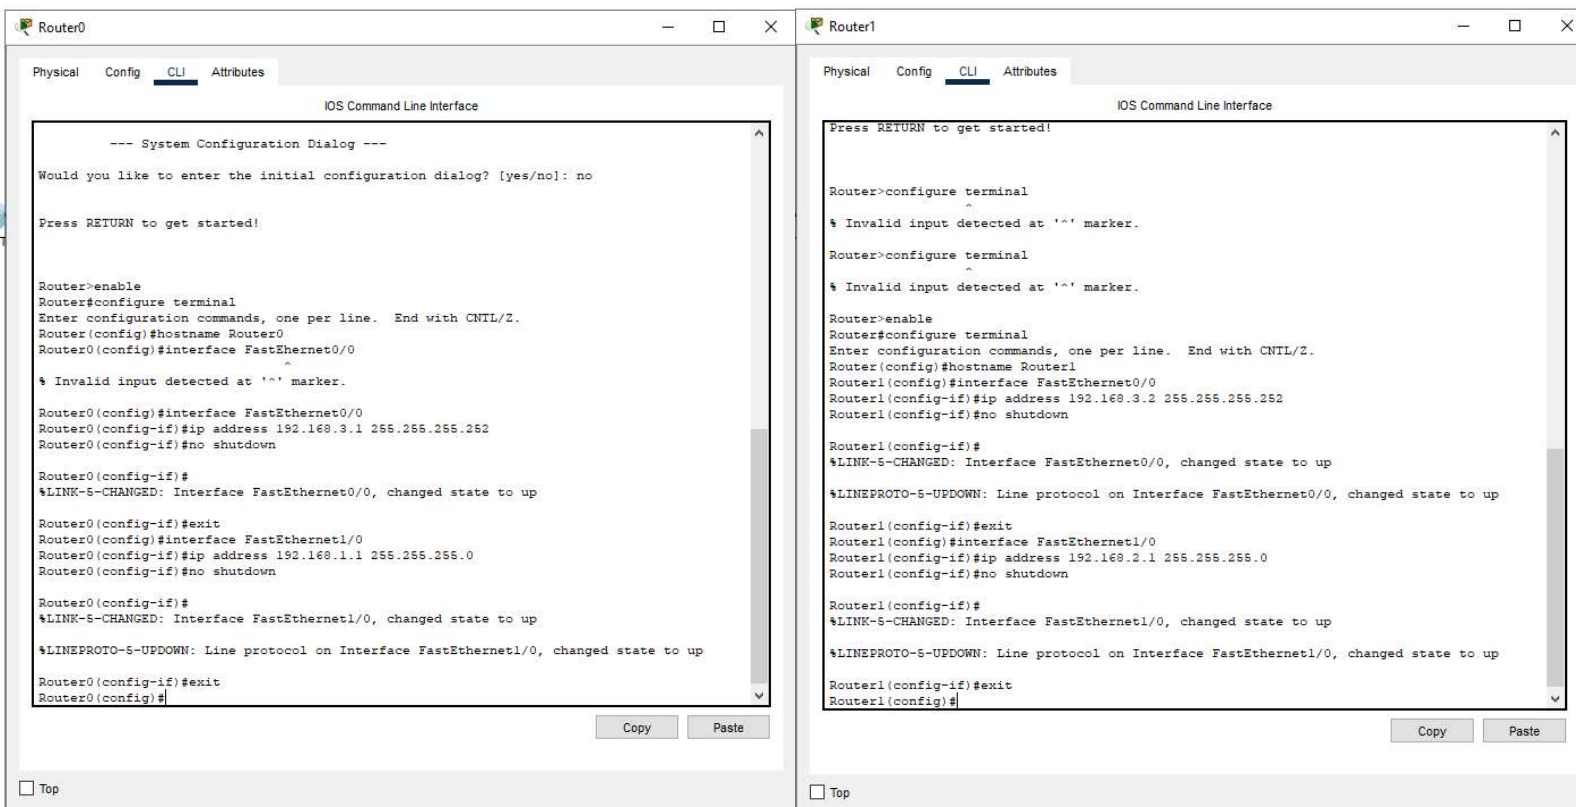 Router0
Physical Config CLI Attributes
IOS Command Line Interface
--- System Configuration Dialog ---
Would you like to enter the initial configuration dialog? [yes/no]: no
Press RETURN to get started!
Router>enable
Router#configure terminal
Enter configuration commands, one per line.  End with CNTL/Z.
Router(config)#hostname Router0
Router0(config)#interface FastEhernet0/0
^
% Invalid input detected at '^' marker.
Router0(config)#interface FastEthernet0/0
Router0(config-if)#ip address 192.168.3.1 255.255.255.252
Router0(config-if)#no shutdown
Router0(config-if)#
%LINK-5-CHANGED: Interface FastEthernet0/0, changed state to up
Router0(config-if)#exit
Router0(config)#interface FastEthernet1/0
Router0(config-if)#ip address 192.168.1.1 255.255.255.0
Router0(config-if)#no shutdown
Router0(config-if)#
%LINK-5-CHANGED: Interface FastEthernet1/0, changed state to up
%LINEPROTO-5-UPDOWN: Line protocol on Interface FastEthernet1/0, changed state to up
Router0(config-if)#exit
Router0(config)#
Copy Paste
Top
Router1
Physical Config CLI Attributes
IOS Command Line Interface
Press RETURN to get started!
Router>configure terminal
^
% Invalid input detected at '^' marker.
Router>configure terminal
^
% Invalid input detected at '^' marker.
Router>enable
Router#configure terminal
Enter configuration commands, one per line.  End with CNTL/Z.
Router(config)#hostname Router1
Router1(config)#interface FastEthernet0/0
Router1(config-if)#ip address 192.168.3.2 255.255.255.252
Router1(config-if)#no shutdown
Router1(config-if)#
%LINK-5-CHANGED: Interface FastEthernet0/0, changed state to up
%LINEPROTO-5-UPDOWN: Line protocol on Interface FastEthernet0/0, changed state to up
Router1(config-if)#exit
Router1(config)#interface FastEthernet1/0
Router1(config-if)#ip address 192.168.2.1 255.255.255.0
Router1(config-if)#no shutdown
Router1(config-if)#
%LINK-5-CHANGED: Interface FastEthernet1/0, changed state to up
%LINEPROTO-5-UPDOWN: Line protocol on Interface FastEthernet1/0, changed state to up
Router1(config-if)#exit
Router1(config)#
Copy Paste
Top